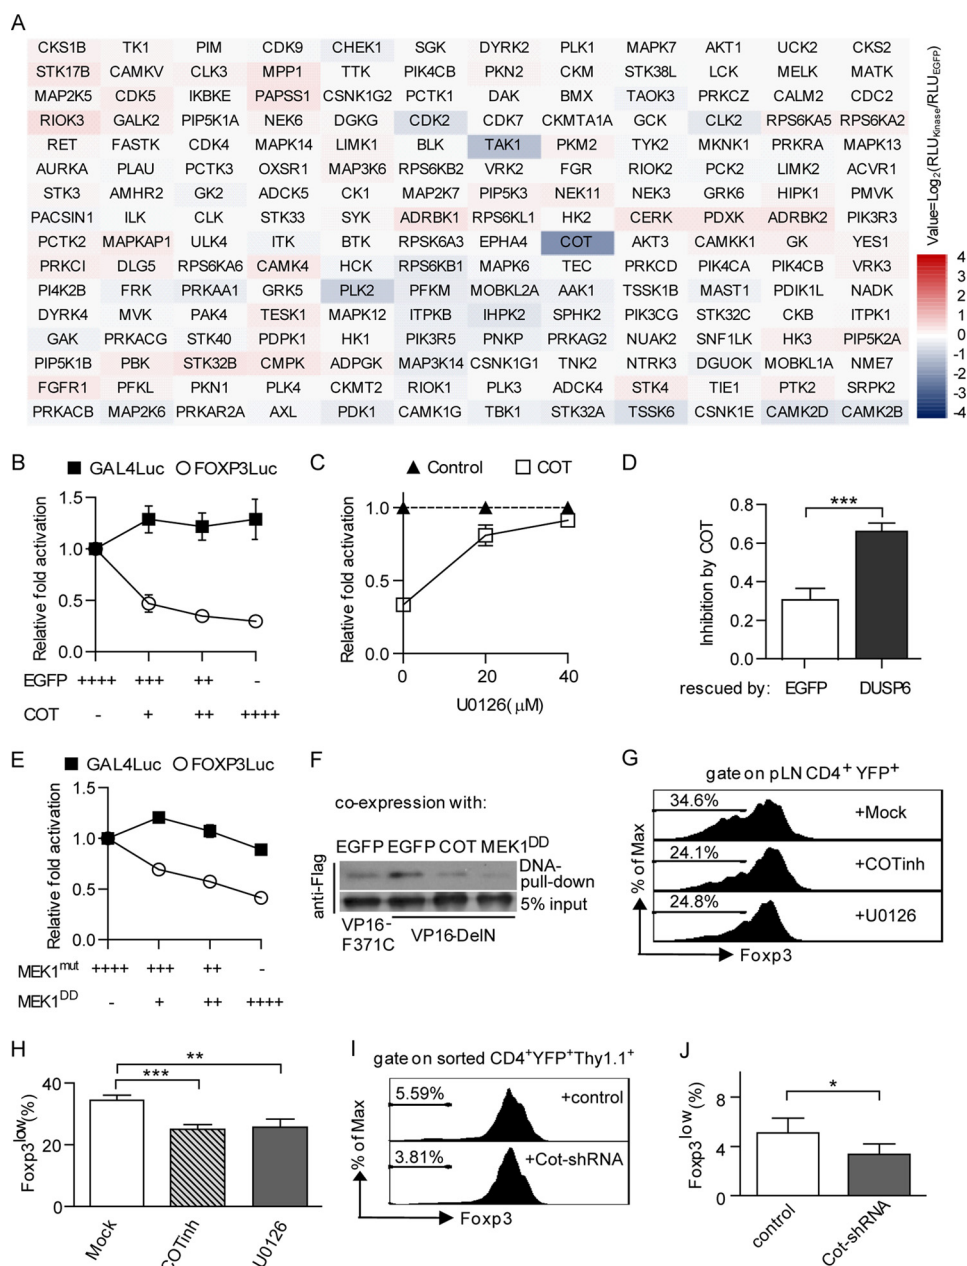 A
CKS1B TK1 PIM CDK9 CHEK1 SGK DYRK2 PLK1 MAPK7 AKT1 UCK2 CKS2
STK17B CAMKV CLK3 MPP1 TTK PIK4CB PKN2 CKM STK38L LCK MELK MATK
MAP2K5 CDK5 IKBKE PAPSS1 CSNK1G2 PCTK1 DAK BMX TAOK3 PRKCZ CALM2 CDC2
RIOK3 GALK2 PIP5K1A NEK6 DGKG CDK2 CDK7 CKMTA1A GCK CLK2 RPS6KA5 RPS6KA2
RET FASTK CDK4 MAPK14 LIMK1 BLK TAK1 PKM2 TYK2 MKNK1 PRKRA MAPK13
AURKA PLAU PCTK3 OXSR1 MAP3K6 RPS6KB2 VRK2 FGR RIOK2 PCK2 LIMK2 ACVR1
STK3 AMHR2 GK2 ADCK5 CK1 MAP2K7 PIP5K3 NEK11 NEK3 GRK6 HIPK1 PMVK
PACSIN1 ILK CLK STK33 SYK ADRBK1 RPS6KL1 HK2 CERK PDXK ADRBK2 PIK3R3
PCTK2 MAPKAP1 ULK4 ITK BTK RPSK6A3 EPHA4 COT AKT3 CAMKK1 GK YES1
PRKCI DLG5 RPS6KA6 CAMK4 HCK RPS6KB1 MAPK6 TEC PRKCD PIK4CA PIK4CB VRK3
PI4K2B FRK PRKAA1 GRK5 PLK2 PFKM MOBKL2A AAK1 TSSK1B MAST1 PDIK1L NADK
DYRK4 MVK PAK4 TESK1 MAPK12 ITPKB IHPK2 SPHK2 PIK3CG STK32C CKB ITPK1
GAK PRKACG STK40 PDPK1 HK1 PIK3R5 PNKP PRKAG2 NUAK2 SNF1LK HK3 PIP5K2A
PIP5K1B PBK STK32B CMPK ADPGK MAP3K14 CSNK1G1 TNK2 NTRK3 DGUOK MOBKL1A NME7
FGFR1 PFKL PKN1 PLK4 CKMT2 RIOK1 PLK3 ADCK4 STK4 TIE1 PTK2 SRPK2
PRKACB MAP2K6 PRKAR2A AXL PDK1 CAMK1G TBK1 STK32A TSSK6 CSNK1E CAMK2D CAMK2B
Value=Log2(RLUKinase/RLUEGFP)
4
3
2
1
0
-1
-2
-3
-4
B
GAL4Luc FOXP3Luc
Relative fold activation
1.5
1.0
0.5
0.0
EGFP ++++ +++ ++ -
COT - + ++ ++++
C
Control COT
Relative fold activation
1.0
0.5
0.0
0 20 40
U0126(μM)
D
Inhibition by COT
0.8
0.6
0.4
0.2
0.0
***
rescued by: EGFP DUSP6
E
GAL4Luc FOXP3Luc
Relative fold activation
1.5
1.0
0.5
0.0
MEK1mut ++++ +++ ++ -
MEK1DD - + ++ ++++
F
co-expression with:
EGFP EGFP COT MEK1DD
anti-Flag
DNA-
pull-down
5% input
VP16-
F371C
VP16-DelN
G
gate on pLN CD4+ YFP+
34.6% +Mock
24.1% +COTinh
24.8% +U0126
% of Max
Foxp3
H
Foxp3low(%)
40
20
0
**
***
Mock COTinh U0126
I
gate on sorted CD4+YFP+Thy1.1+
5.59% +control
3.81% +Cot-shRNA
% of Max
Foxp3
J
Foxp3low(%)
8
4
0
*
control Cot-shRNA